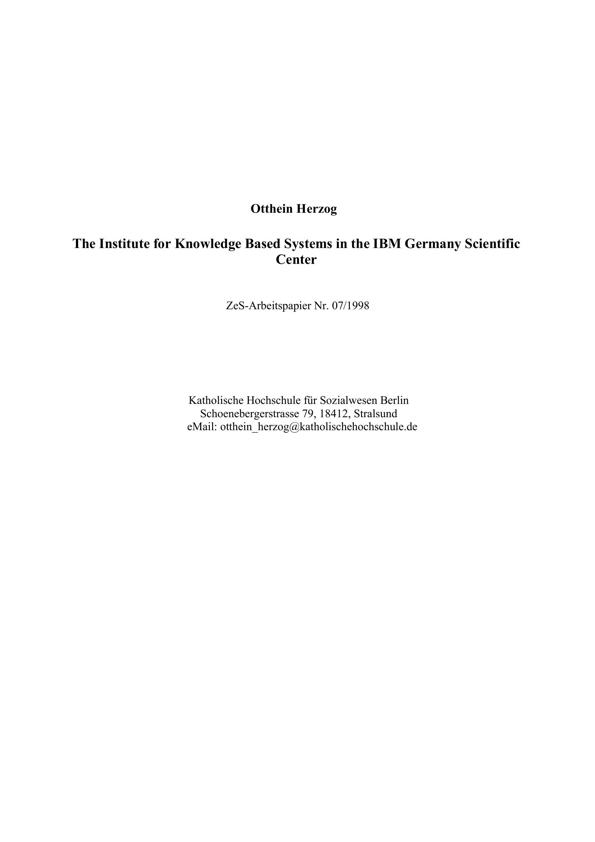 Otthein Herzog
The Institute for Knowledge Based Systems in the IBM Germany Scientific
Center
ZeS-Arbeitspapier Nr. 07/1998
Katholische Hochschule für Sozialwesen Berlin
Schoenebergerstrasse 79, 18412, Stralsund
eMail: otthein_herzog@katholischehochschule.de